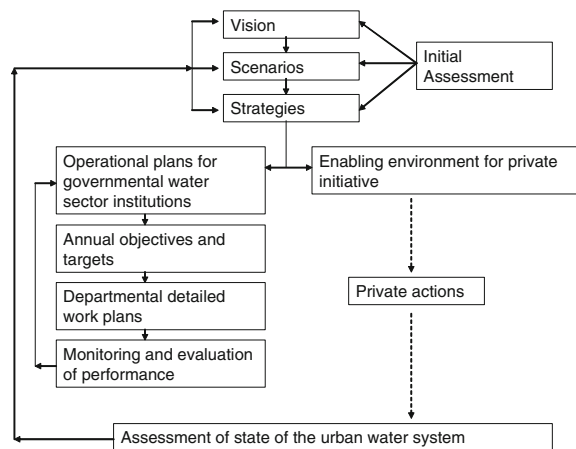 Vision
Initial
Assessment
Scenarios
Strategies
Operational plans for
governmental water
sector institutions
Enabling environment for private
initiative
Annual objectives and
targets
Departmental detailed
work plans
Private actions
Monitoring and evaluation
of performance
Assessment of state of the urban water system